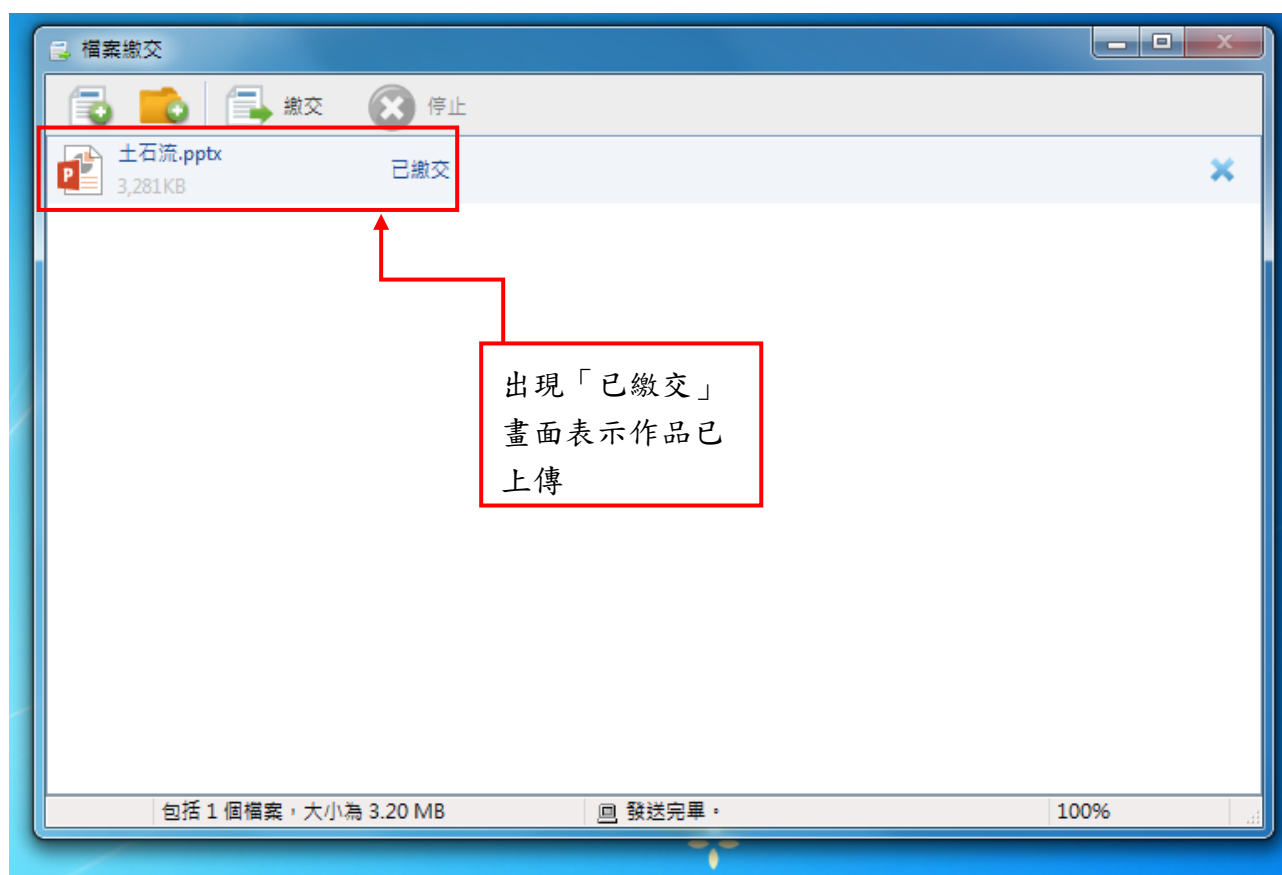 檔案繳交
繳交 停止
土石流.pptx
已繳交
3,281KB
出現「已繳交」
畫面表示作品已
上傳
包括 1 個檔案，大小為 3.20 MB 發送完畢。 100%